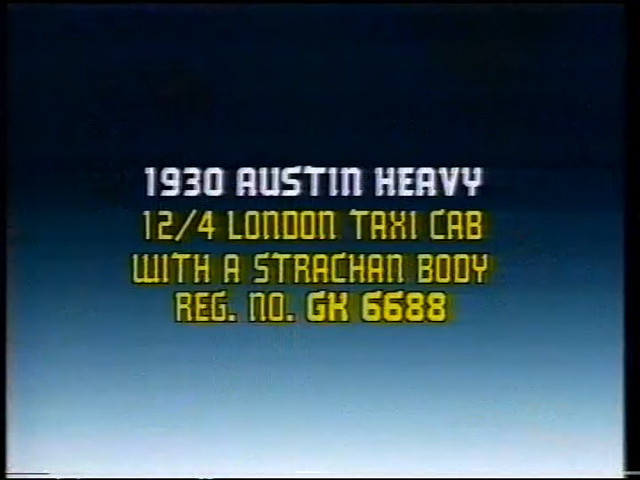 1930 AUSTIN HEAVY
12/4 LONDON TAXI CAB
WITH A STRACHAN BODY
REG. NO. GK 6688